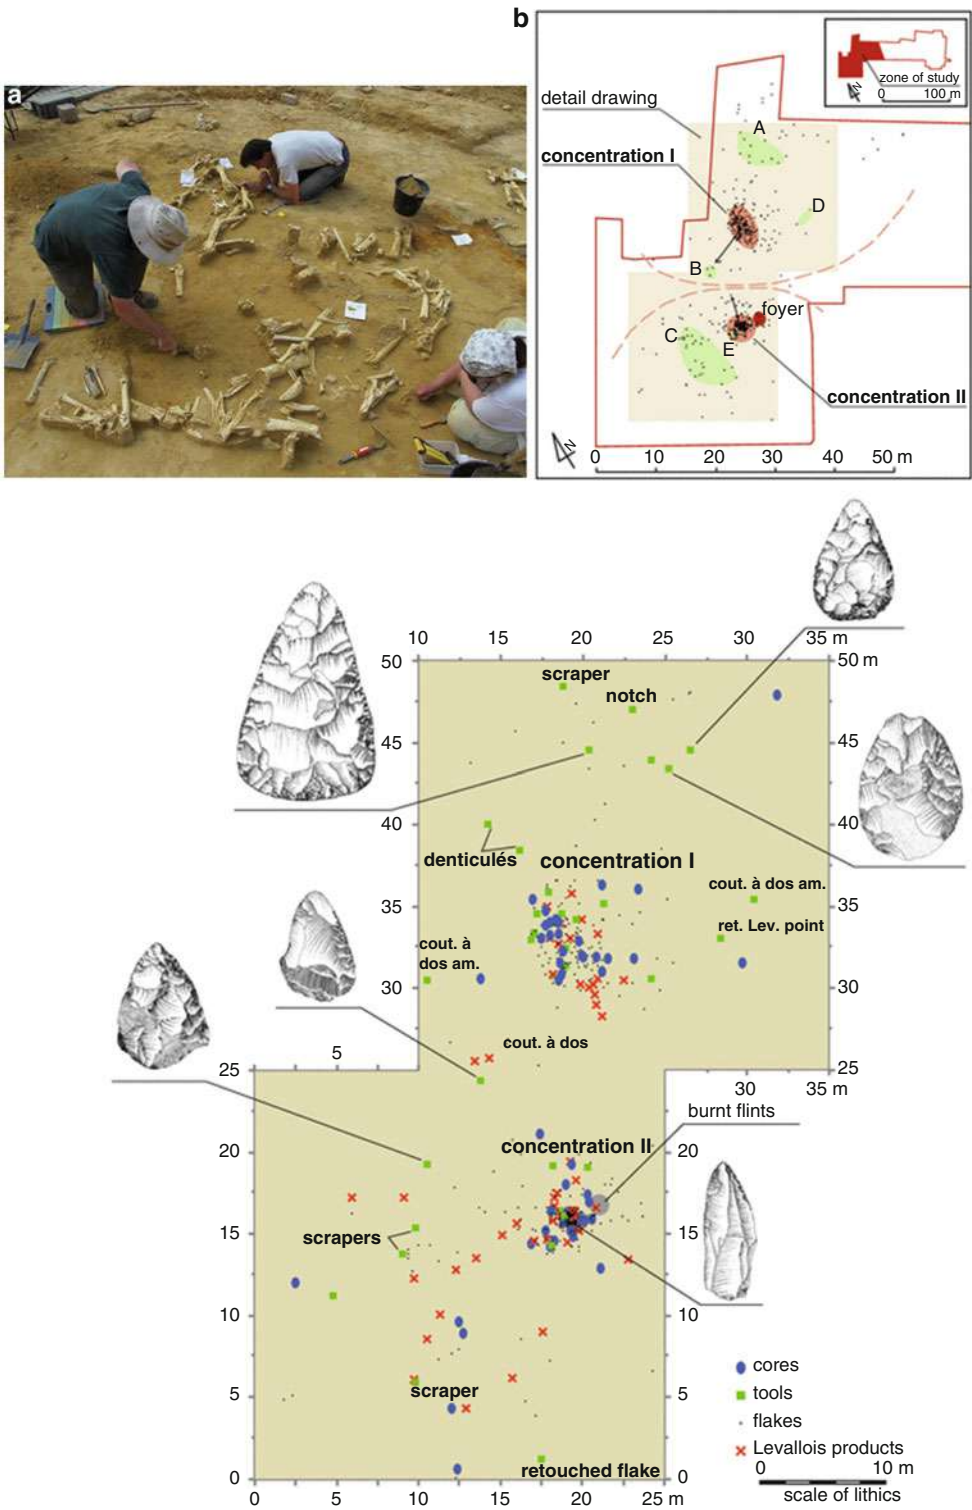 a
b
zone of study
N
0 100 m
detail drawing
A
concentration I
D
B
foyer
C
E
concentration II
N
0 10 20 30 40 50 m
10 15 20 25 30 35 m
50
50 m
scraper
notch
45
45
40
40
denticulés
concentration I
cout. à dos am.
35
35
ret. Lev. point
cout. à
dos am.
30
30
cout. à dos
5
25
25
30 35 m
burnt flints
20
concentration II
20
15
15
scrapers
10
10
cores
5
scraper
5
tools
flakes
Levallois products
retouched flake
0
0
0 10 m
scale of lithics
0 5 10 15 20 25 m